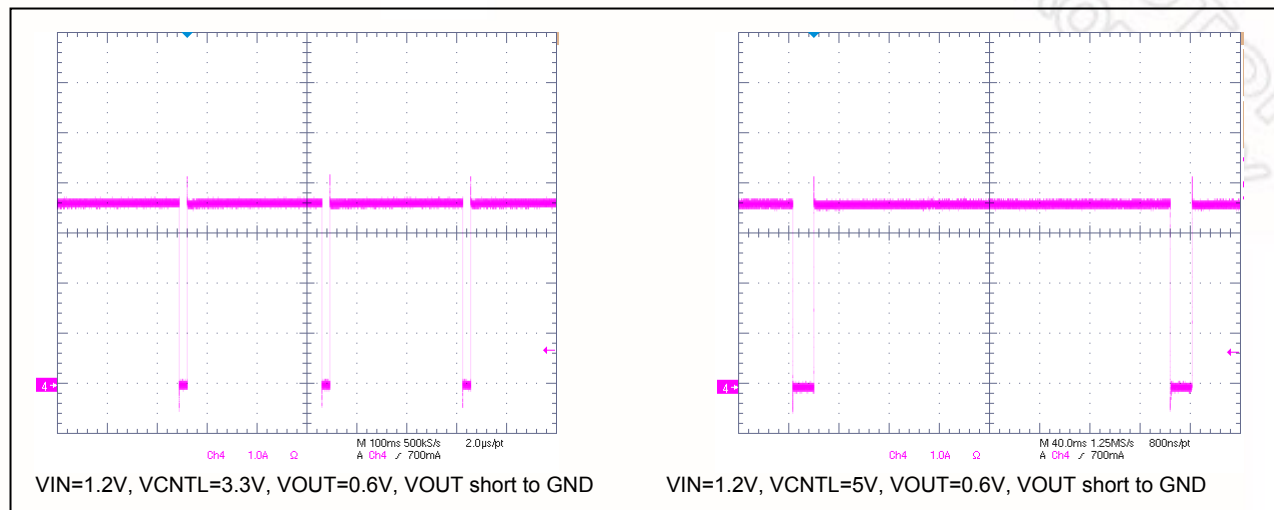 4
M 100ms 500kS/s 2.0µs/pt
Ch4 1.0A Ω A Ch4 ∕ 700mA
VIN=1.2V, VCNTL=3.3V, VOUT=0.6V, VOUT short to GND
4
M 40.0ms 1.25MS/s 800ns/pt
Ch4 1.0A Ω A Ch4 ∕ 700mA
VIN=1.2V, VCNTL=5V, VOUT=0.6V, VOUT short to GND